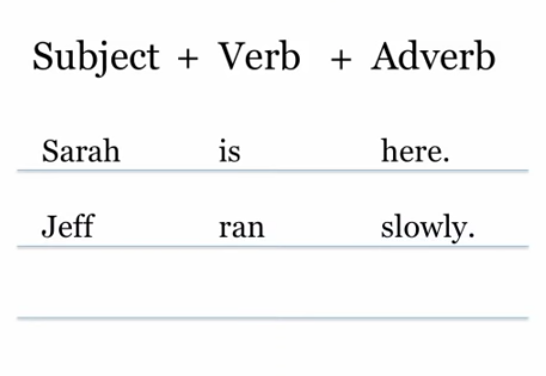 Subject + Verb + Adverb
Sarah is here.
Jeff ran slowly.